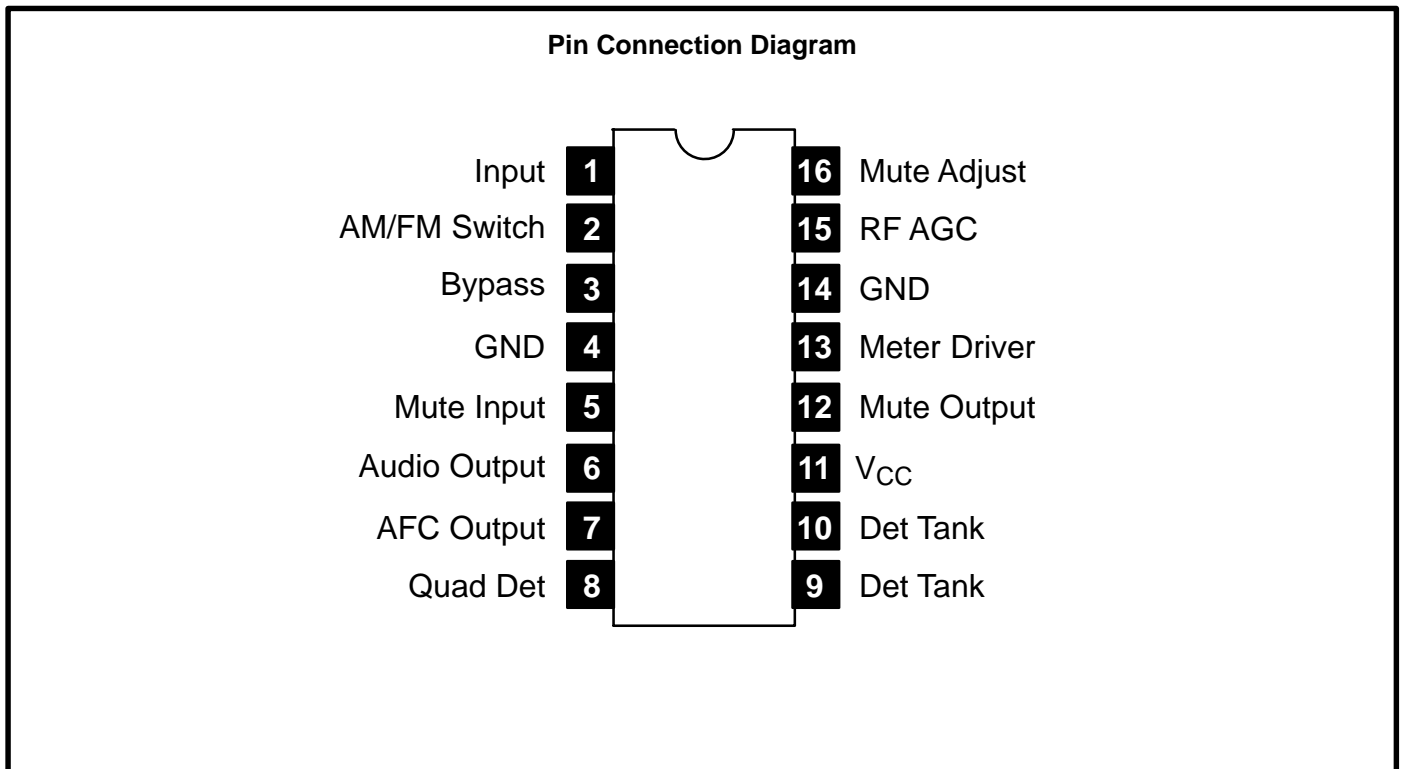 Pin Connection Diagram
Input 1 16 Mute Adjust
AM/FM Switch 2 15 RF AGC
Bypass 3 14 GND
GND 4 13 Meter Driver
Mute Input 5 12 Mute Output
Audio Output 6 11 VCC
AFC Output 7 10 Det Tank
Quad Det 8 9 Det Tank